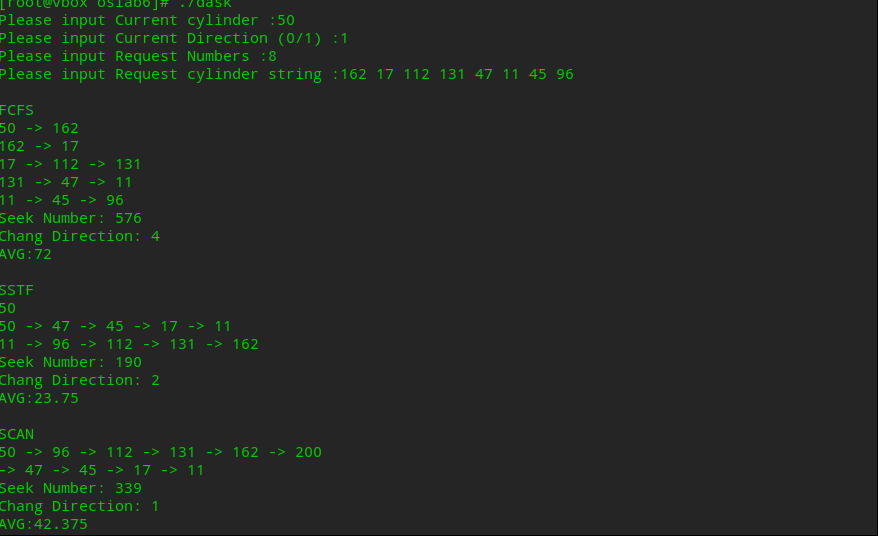 [root@vbox oslab6]# ./dask
Please input Current cylinder :50
Please input Current Direction (0/1) :1
Please input Request Numbers :8
Please input Request cylinder string :162 17 112 131 47 11 45 96
FCFS
50 -> 162
162 -> 17
17 -> 112 -> 131
131 -> 47 -> 11
11 -> 45 -> 96
Seek Number: 576
Chang Direction: 4
AVG:72
SSTF
50
50 -> 47 -> 45 -> 17 -> 11
11 -> 96 -> 112 -> 131 -> 162
Seek Number: 190
Chang Direction: 2
AVG:23.75
SCAN
50 -> 96 -> 112 -> 131 -> 162 -> 200
-> 47 -> 45 -> 17 -> 11
Seek Number: 339
Chang Direction: 1
AVG:42.375